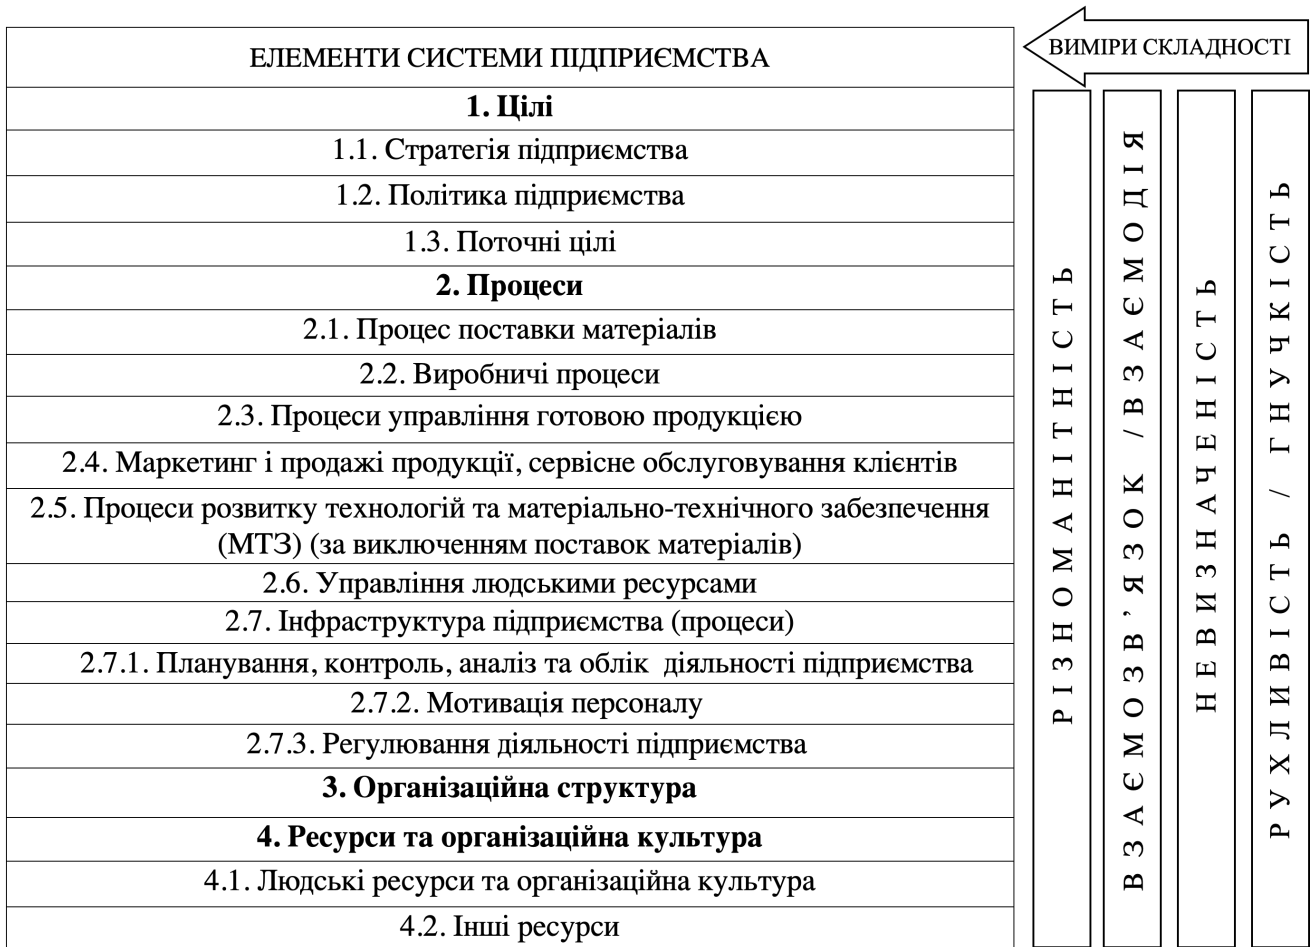 ЕЛЕМЕНТИ СИСТЕМИ ПІДПРИЄМСТВА
ВИМІРИ СКЛАДНОСТІ
1. Цілі
1.1. Стратегія підприємства
1.2. Політика підприємства
1.3. Поточні цілі
2. Процеси
2.1. Процес поставки матеріалів
2.2. Виробничі процеси
2.3. Процеси управління готовою продукцією
2.4. Маркетинг і продажі продукції, сервісне обслуговування клієнтів
2.5. Процеси розвитку технологій та матеріально-технічного забезпечення
(МТЗ) (за виключенням поставок матеріалів)
2.6. Управління людськими ресурсами
2.7. Інфраструктура підприємства (процеси)
2.7.1. Планування, контроль, аналіз та облік діяльності підприємства
2.7.2. Мотивація персоналу
2.7.3. Регулювання діяльності підприємства
3. Організаційна структура
4. Ресурси та організаційна культура
4.1. Людські ресурси та організаційна культура
4.2. Інші ресурси
РІЗНОМАНІТНІСТЬ
ВЗАЄМОЗВ’ЯЗОК /ВЗАЄМОДІЯ
НЕВИЗНАЧЕНІСТЬ
РУХЛИВІСТЬ / ГНУЧКІСТЬ